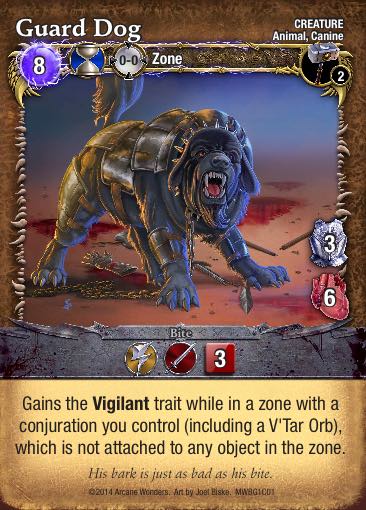 Guard Dog
CREATURE
Animal, Canine
8
0-0 Zone
2
3
6
Bite
3
Gains the Vigilant trait while in a zone with a
conjuration you control (including a V'Tar Orb),
which is not attached to any object in the zone.
His bark is just as bad as his bite.
©2014 Arcane Wonders. Art by Joel Biske. MWBG1C01